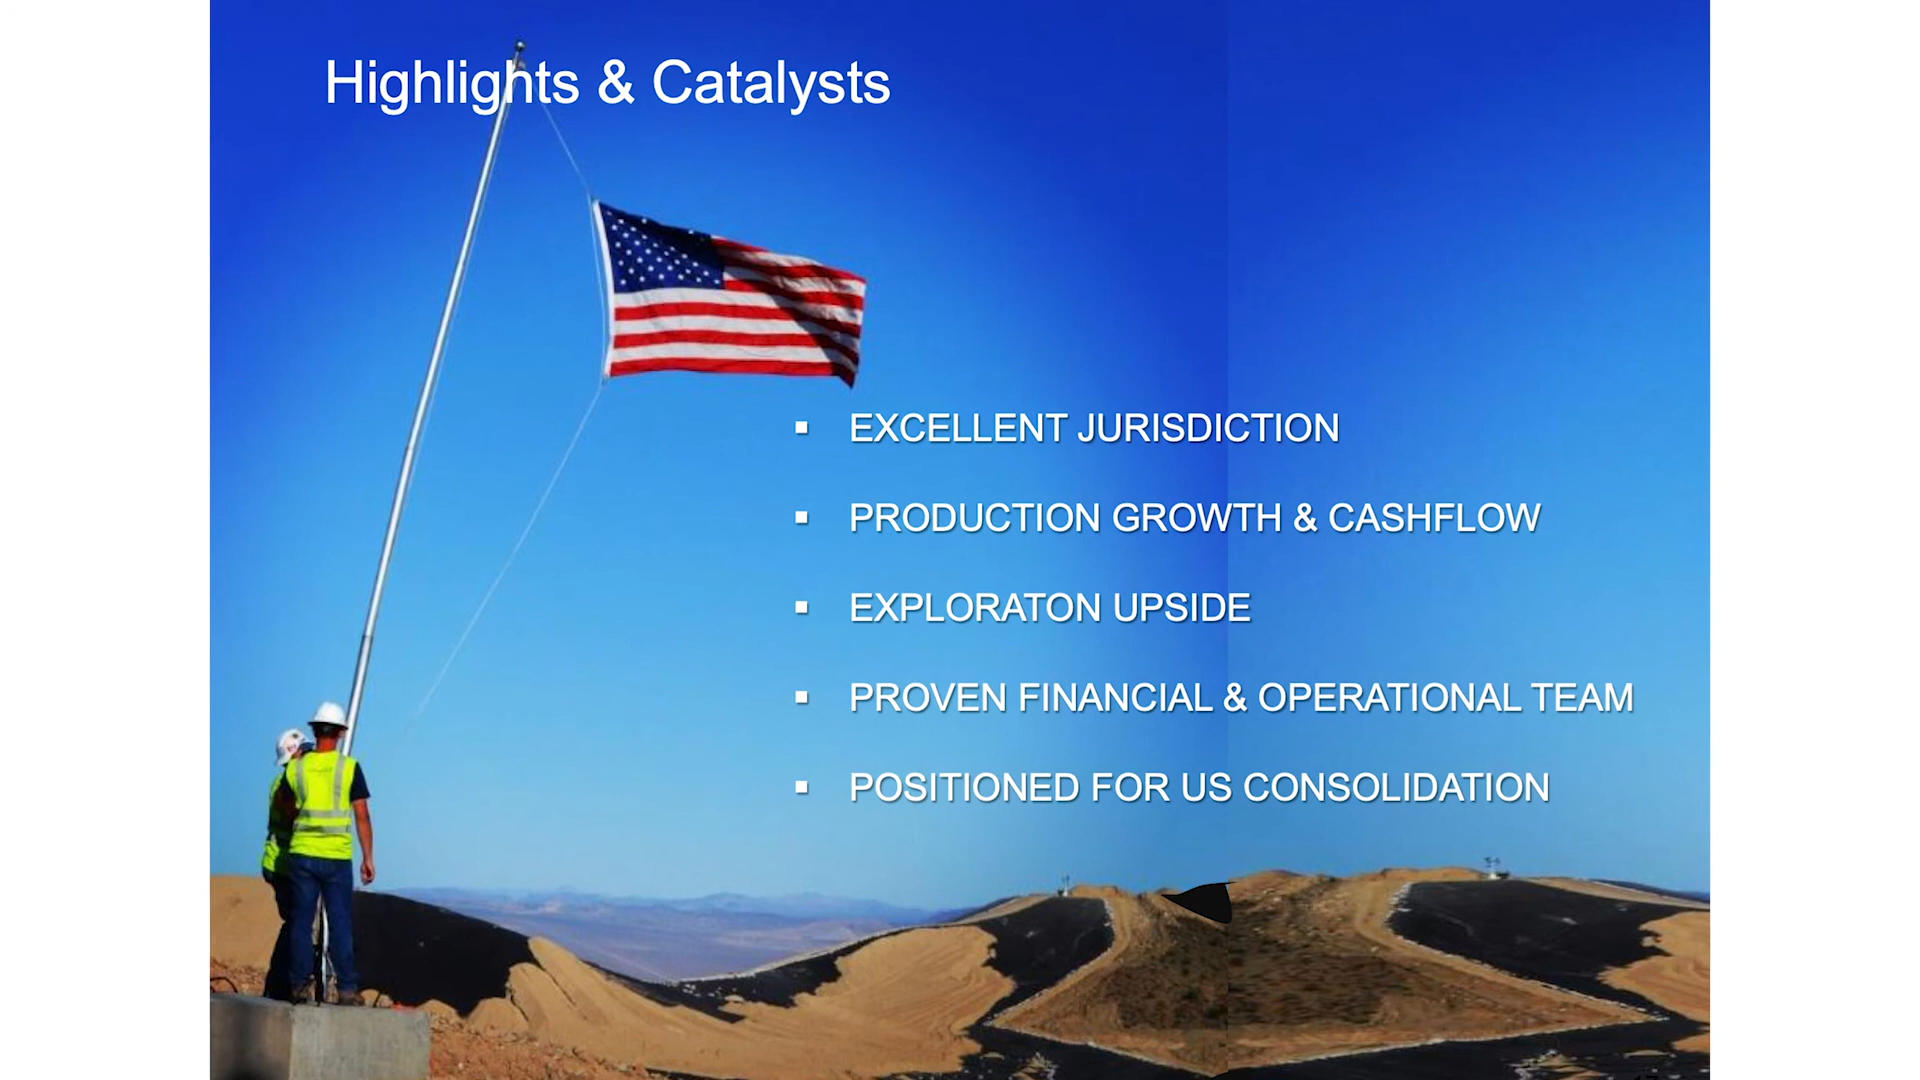 Highlights & Catalysts
▪ EXCELLENT JURISDICTION
▪ PRODUCTION GROWTH & CASHFLOW
▪ EXPLORATON UPSIDE
▪ PROVEN FINANCIAL & OPERATIONAL TEAM
▪ POSITIONED FOR US CONSOLIDATION